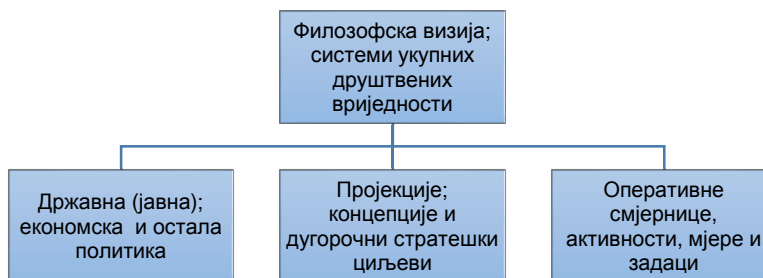 Филозофска визија;
системи укупних
друштвених
вриједности
Државна (јавна);
економска и остала
политика
Пројекције;
концепције и
дугорочни стратешки
циљеви
Оперативне
смјернице,
активности, мјере и
задаци